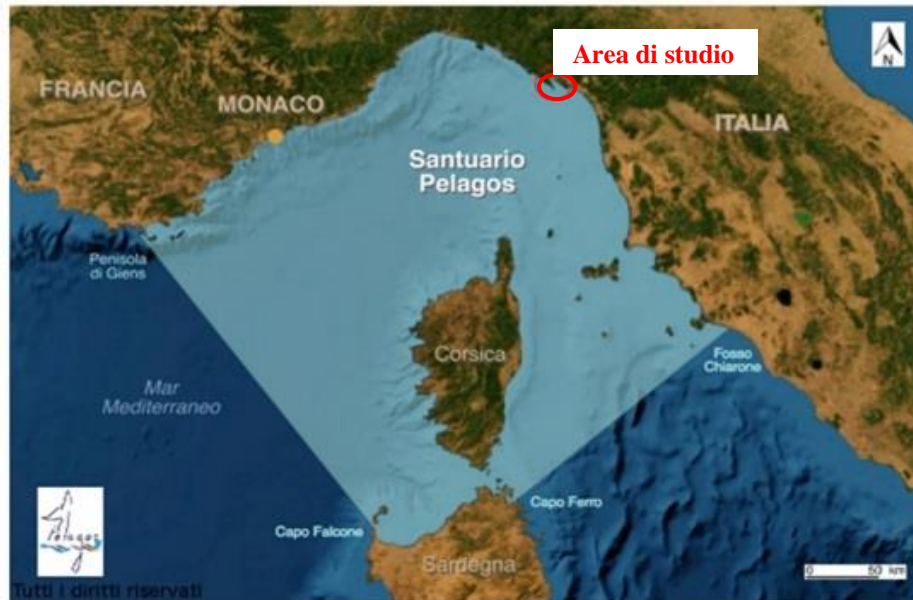 Area di studio
N
FRANCIA
MONACO
ITALIA
Santuario
Pelagos
Penisola
di Giens
Corsica
Fosso
Chiarone
Mar
Mediterraneo
Capo Ferro
Capo Falcone
Pelagos
Sardegna
0 50 km
Tutti i diritti riservati